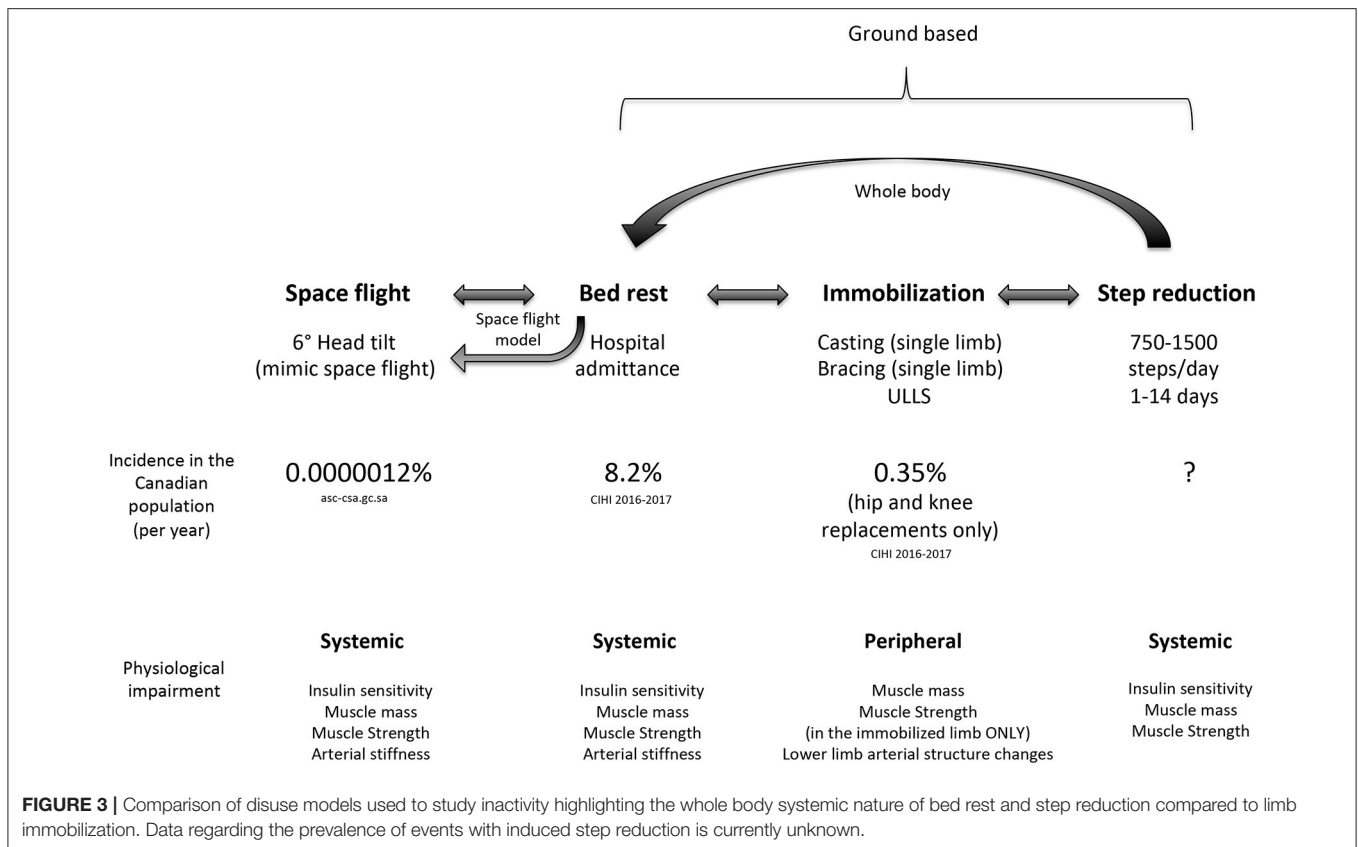 Ground based
Whole body
Space flight
Bed rest
Immobilization
Step reduction
Space flight
model
6° Head tilt
(mimic space flight)
Hospital
admittance
Casting (single limb)
Bracing (single limb)
ULLS
750-1500
steps/day
1-14 days
Incidence in the
Canadian
population
(per year)
0.0000012%
asc-csa.gc.sa
8.2%
CIHI 2016-2017
0.35%
(hip and knee
replacements only)
CIHI 2016-2017
?
Physiological
impairment
Systemic
Insulin sensitivity
Muscle mass
Muscle Strength
Arterial stiffness
Systemic
Insulin sensitivity
Muscle mass
Muscle Strength
Arterial stiffness
Peripheral
Muscle mass
Muscle Strength
(in the immobilized limb ONLY)
Lower limb arterial structure changes
Systemic
Insulin sensitivity
Muscle mass
Muscle Strength
FIGURE 3 | Comparison of disuse models used to study inactivity highlighting the whole body systemic nature of bed rest and step reduction compared to limb
immobilization. Data regarding the prevalence of events with induced step reduction is currently unknown.